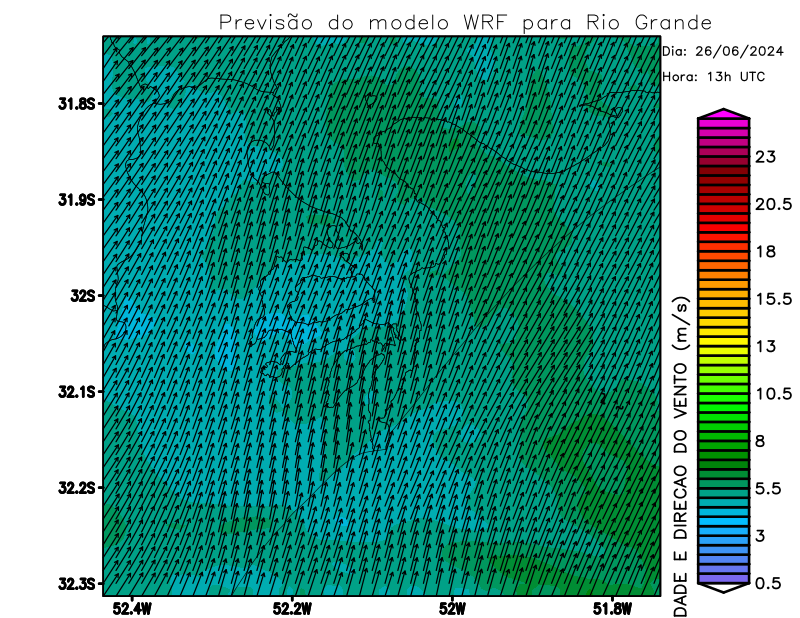 Previsão do modelo WRF para Rio Grande
Dia: 26/06/2024
Hora: 13h UTC
31.8S
31.9S
32S
32.1S
32.2S
32.3S
52.4W
52.2W
52W
51.8W
23
20.5
18
15.5
13
10.5
8
5.5
3
0.5
DADE E DIRECAO DO VENTO (m/s)